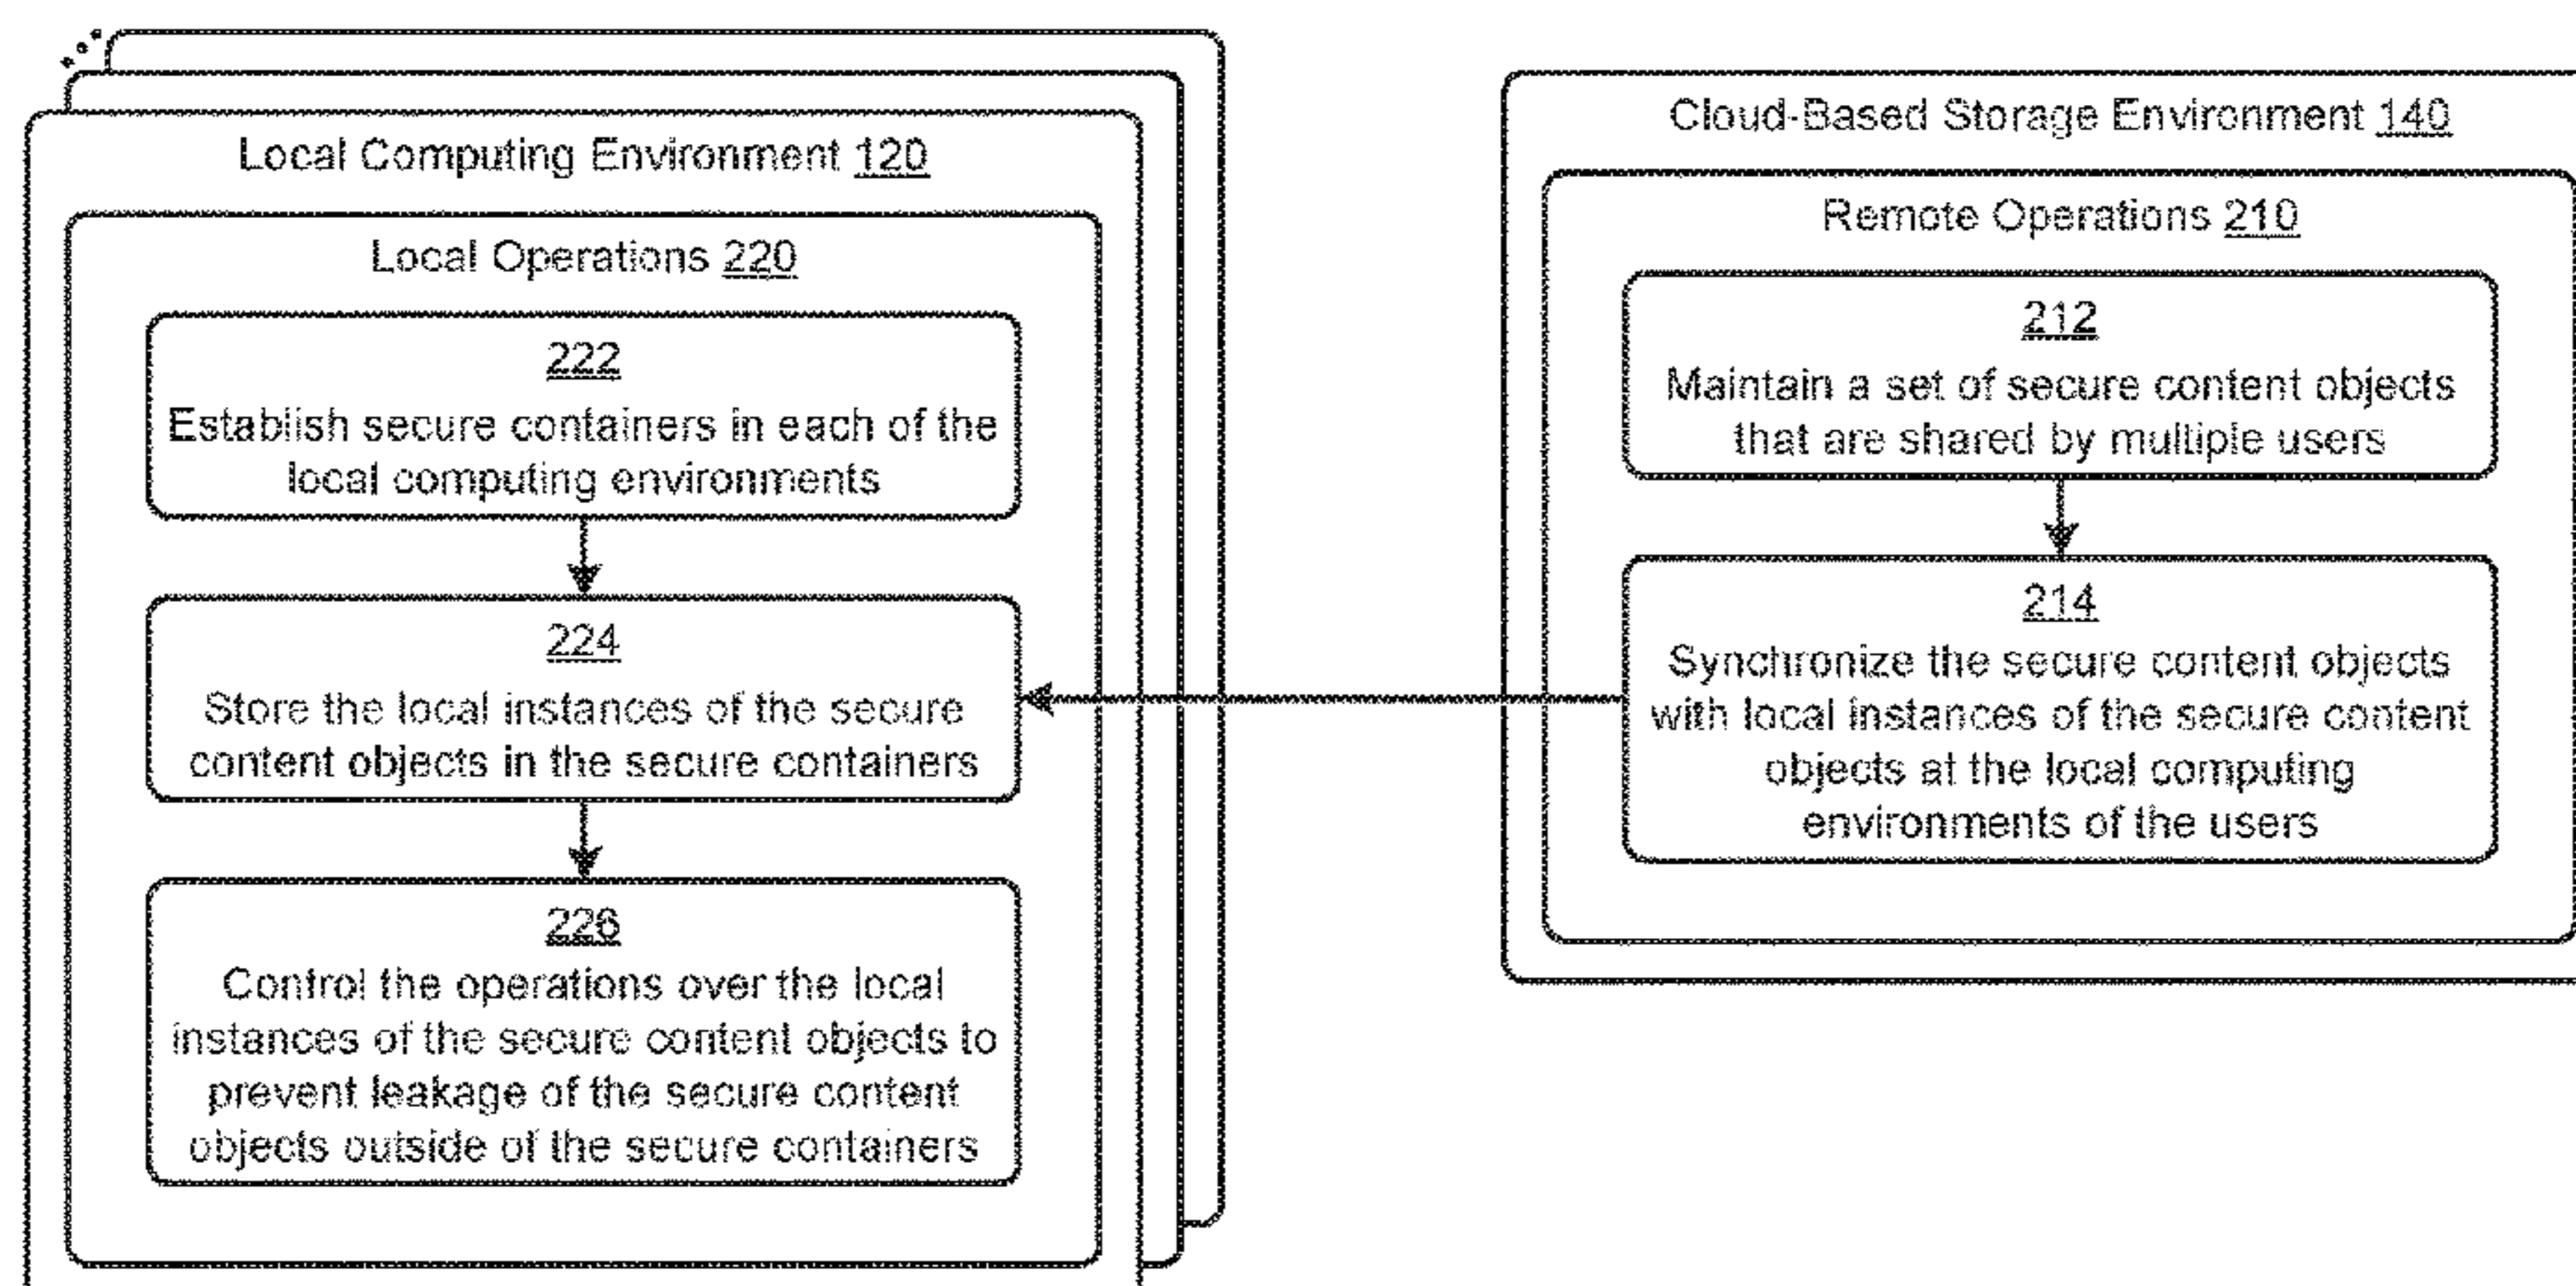 Local Computing Environment 120
Local Operations 220
222
Establish secure containers in each of the
local computing environments
224
Store the local instances of the secure
content objects in the secure containers
226
Control the operations over the local
instances of the secure content objects to
prevent leakage of the secure content
objects outside of the secure containers
Cloud-Based Storage Environment 140
Remote Operations 210
212
Maintain a set of secure content objects
that are shared by multiple users
214
Synchronize the secure content objects
with local instances of the secure content
objects at the local computing
environments of the users